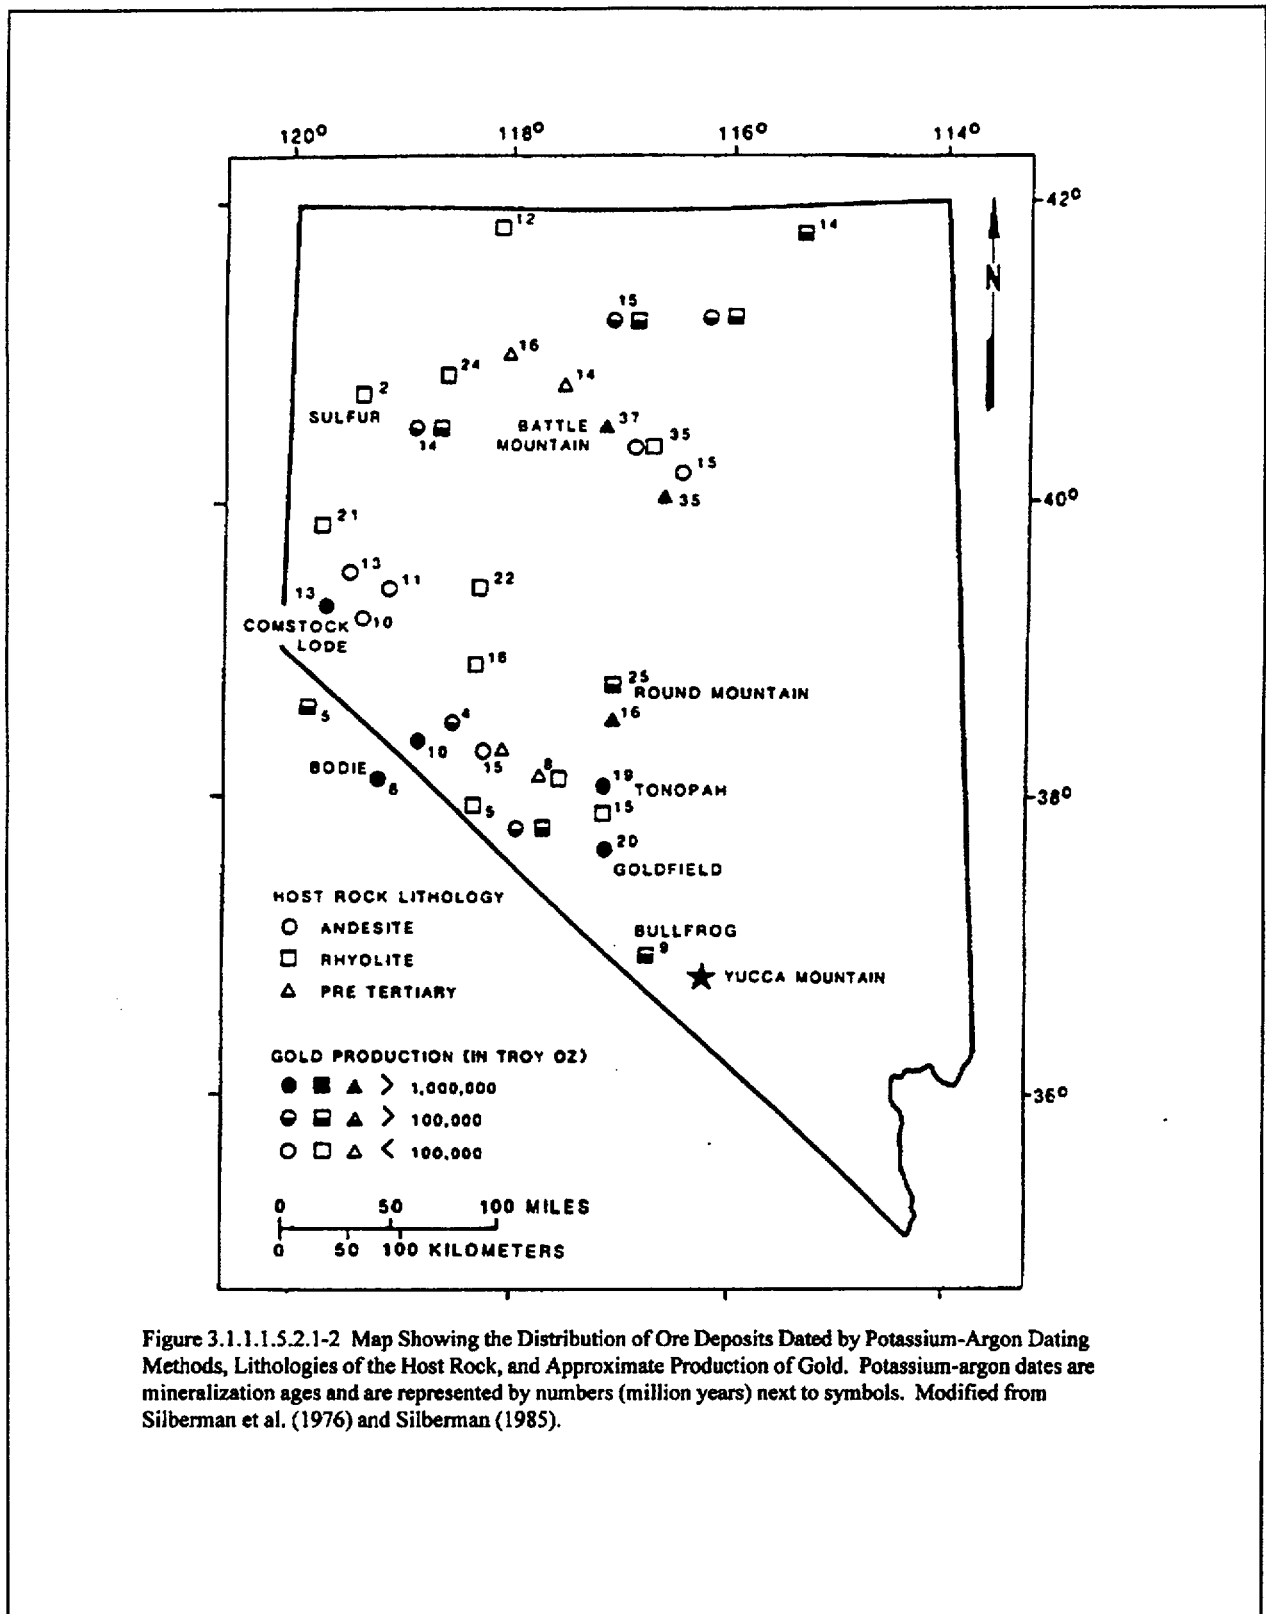 120° 118° 116° 114°
42°
12
14
N
15
16
24
14
2
SULFUR
37
BATTLE
MOUNTAIN
35
14
15
35
40°
21
13
11
22
13
10
COMSTOCK
LODE
18
25
ROUND MOUNTAIN
16
5
4
10
15
8
BODIE
6
19
TONOPAH
38°
5
15
20
GOLDFIELD
HOST ROCK LITHOLOGY
ANDESITE
RHYOLITE
PRE TERTIARY
BULLFROG
9
YUCCA MOUNTAIN
GOLD PRODUCTION (IN TROY OZ)
> 1,000,000
> 100,000
< 100,000
36°
0 50 100 MILES
0 50 100 KILOMETERS
Figure 3.1.1.1.5.2.1-2 Map Showing the Distribution of Ore Deposits Dated by Potassium-Argon Dating
Methods, Lithologies of the Host Rock, and Approximate Production of Gold. Potassium-argon dates are
mineralization ages and are represented by numbers (million years) next to symbols. Modified from
Silberman et al. (1976) and Silberman (1985).